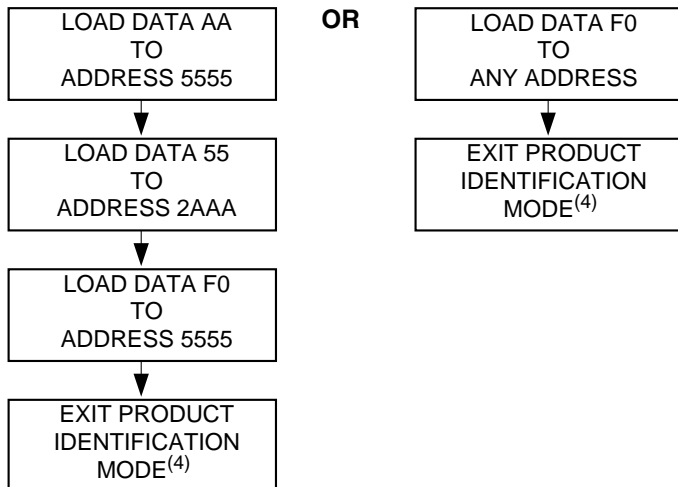 LOAD DATA AA
TO
ADDRESS 5555
LOAD DATA 55
TO
ADDRESS 2AAA
LOAD DATA F0
TO
ADDRESS 5555
EXIT PRODUCT
IDENTIFICATION
MODE(4)
OR
LOAD DATA F0
TO
ANY ADDRESS
EXIT PRODUCT
IDENTIFICATION
MODE(4)